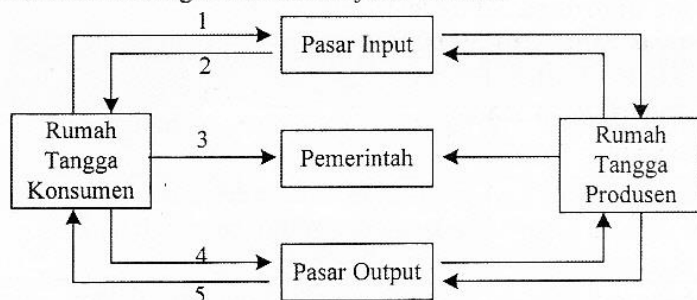 1
Pasar Input
2
Rumah
Tangga
Konsumen
3
Pemerintah
Rumah
Tangga
Produsen
4
Pasar Output
5